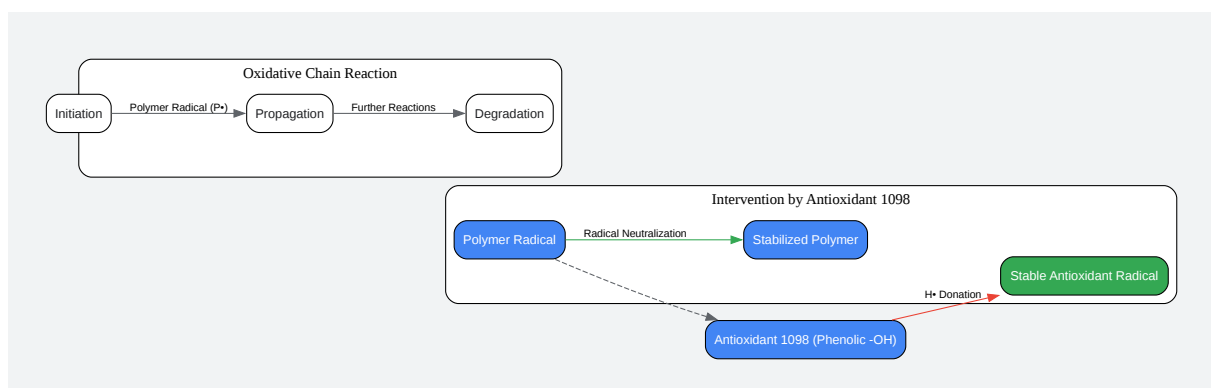 Oxidative Chain Reaction
Initiation
Polymer Radical (P•)
Propagation
Further Reactions
Degradation
Intervention by Antioxidant 1098
Polymer Radical
Radical Neutralization
Stabilized Polymer
Stable Antioxidant Radical
H• Donation
Antioxidant 1098 (Phenolic -OH)